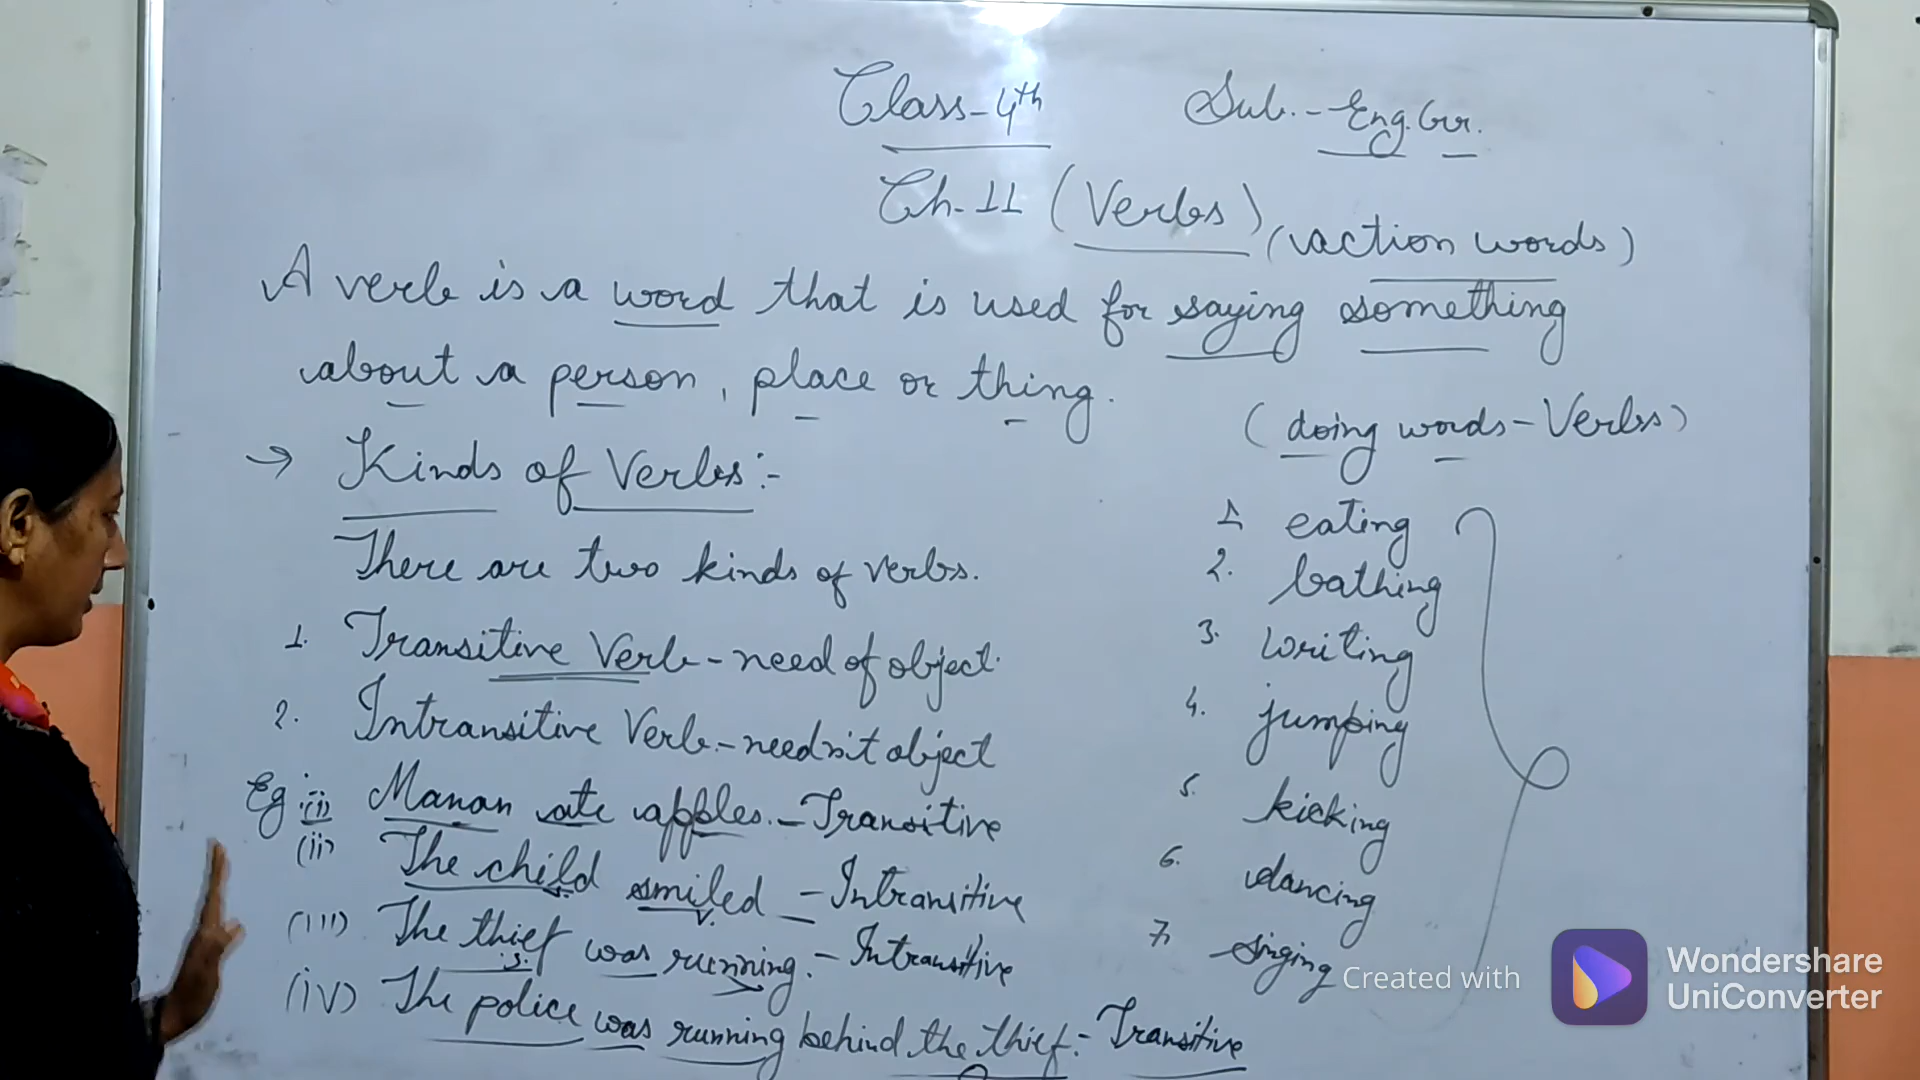 Class-4th Sub.-Eng.Gr.
Ch-11 (Verbs) (action words)
A verb is a word that is used for saying something
about a person, place or thing.
(doing words-Verbs)
→ Kinds of Verbs:-
There are two kinds of verbs.
1. Transitive Verb-need of object.
2. Intransitive Verb-needn't object
Eg:(i) Manan ate apples.-Transitive
(ii) The child smiled - Intransitive
s. v.
(iii) The thief was running.- Intransitive
s.
(iv) The police was running behind the thief.- Transitive
1. eating
2. bathing
3. writing
4. jumping
5. kicking
6. dancing
7. singing
Created with Wondershare
UniConverter